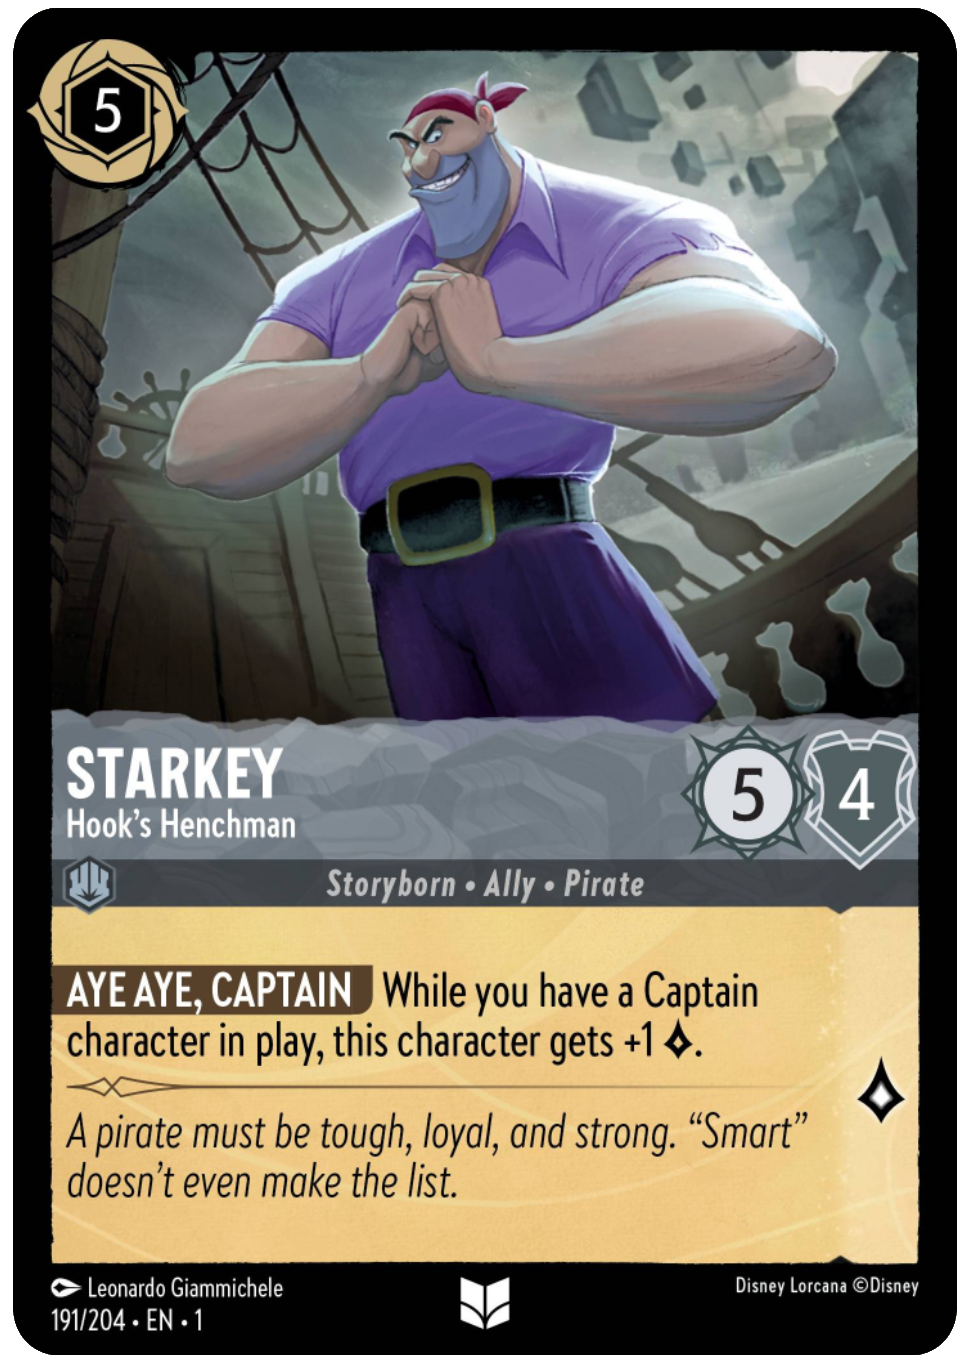 5
STARKEY
Hook's Henchman
5
4
Storyborn • Ally • Pirate
AYE AYE, CAPTAIN While you have a Captain
character in play, this character gets +1 .
A pirate must be tough, loyal, and strong. “Smart”
doesn't even make the list.
Leonardo Giammichele
Disney Lorcana ©Disney
191/204 • EN • 1